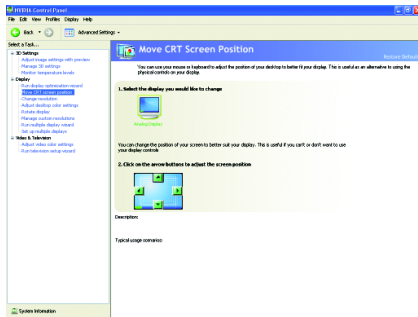 NVIDIA Control Panel
File Edit View Profiles Display Help
Back Advanced Settings
Select a Task...
3D Settings
Adjust image settings with preview
Manage 3D settings
Monitor temperature levels
Display
Run display optimization wizard
Move CRT screen position
Change resolution
Adjust desktop color settings
Rotate display
Manage custom resolutions
Run multiple display wizard
Set up multiple displays
Video & Television
Adjust video color settings
Run television setup wizard
System Information
Move CRT Screen Position
Restore Defaults
You can use your mouse or keyboard to adjust the position of your desktop to better fit your display. This is useful as an alternative to using the
physical controls on your display.
1. Select the display you would like to change
Analog Display
You can change the position of your screen to better suit your display. This is useful if you can't or don't want to use
your display controls
2. Click on the arrow buttons to adjust the screen position
Description:
Typical usage scenarios: